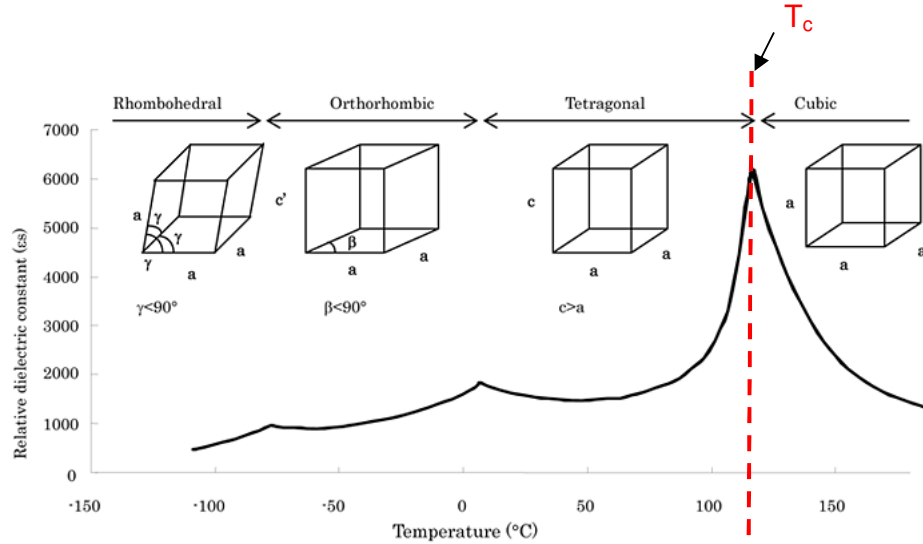 T_c
Rhombohedral
Orthorhombic
Tetragonal
Cubic
Relative dielectric constant (εs)
7000
6000
5000
4000
3000
2000
1000
0
a
γ
γ
γ
a
a
γ<90°
c'
β
a
a
β<90°
c
a
a
c>a
a
a
a
-150
-100
-50
0
50
100
150
Temperature (°C)